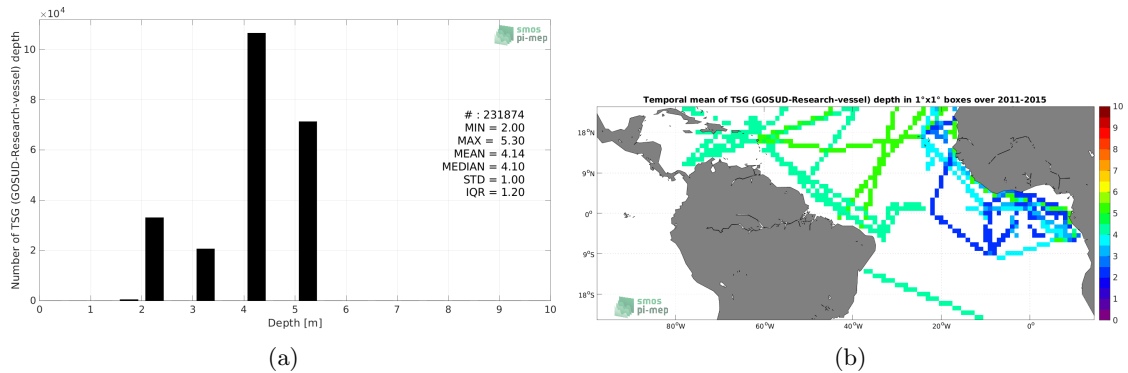 ×10⁴
smos
pi-mep
10
8
6
4
2
0
Number of TSG (GOSUD-Research-vessel) depth
# : 231874
MIN = 2.00
MAX = 5.30
MEAN = 4.14
MEDIAN = 4.10
STD = 1.00
IQR = 1.20
0 1 2 3 4 5 6 7 8 9 10
Depth [m]
(a)
Temporal mean of TSG (GOSUD-Research-vessel) depth in 1°x1° boxes over 2011-2015
18°N
9°N
0°
9°S
18°S
smos
pi-mep
80°W 60°W 40°W 20°W 0°
10
9
8
7
6
5
4
3
2
1
0
(b)